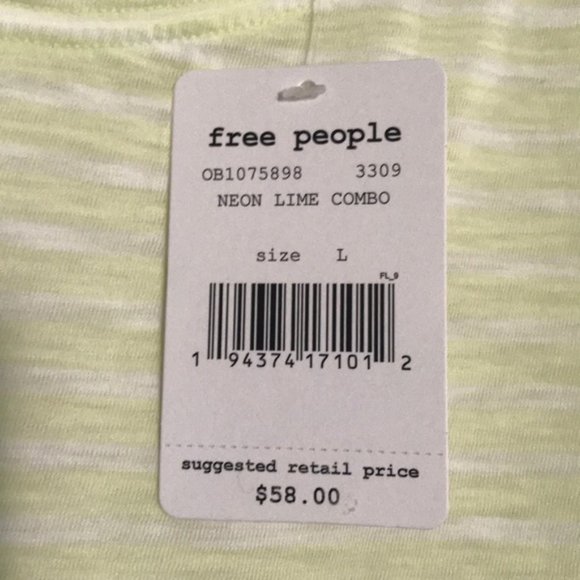 free people
OB1075898 3309
NEON LIME COMBO
size L
FL_9
1 94374 17101 2
suggested retail price
$58.00